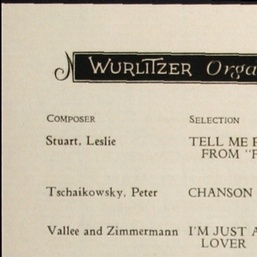 WURLITZER Orga
COMPOSER SELECTION
Stuart, Leslie TELL ME
FROM "F
Tschaikowsky, Peter CHANSON
Vallee and Zimmermann I'M JUST A
LOVER